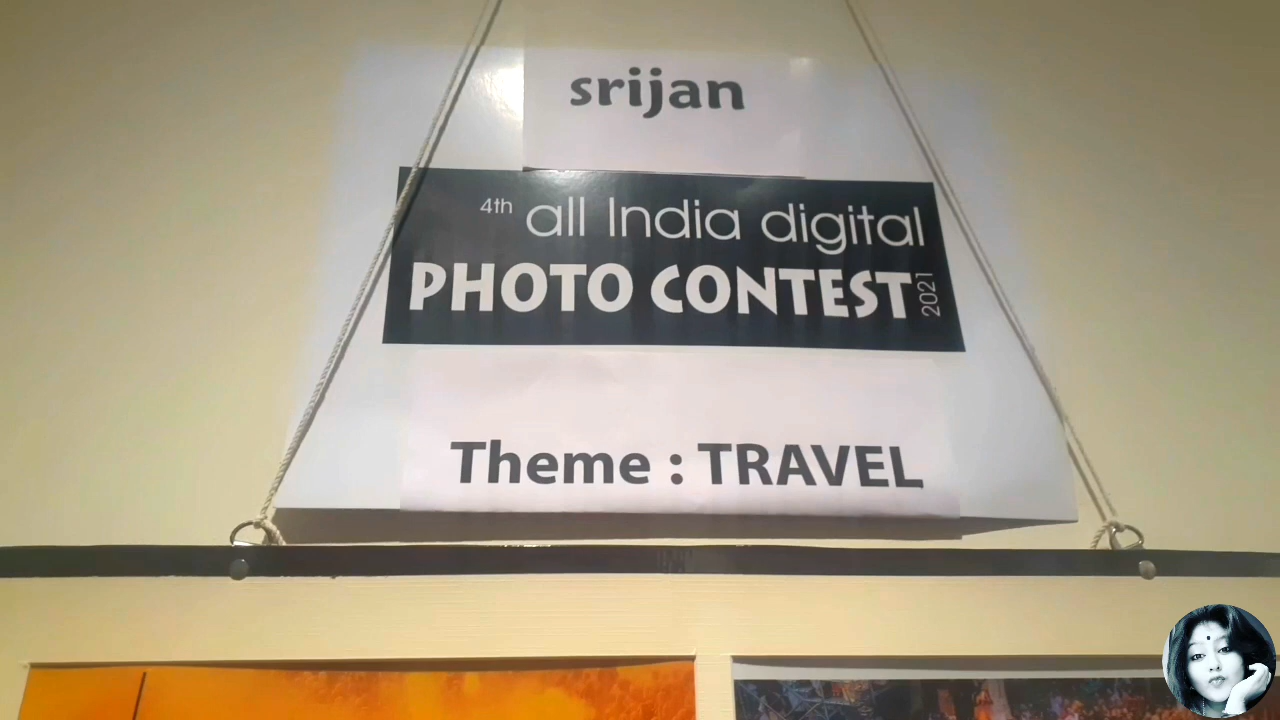 srijan
4th all India digital
PHOTO CONTEST 2021
Theme : TRAVEL